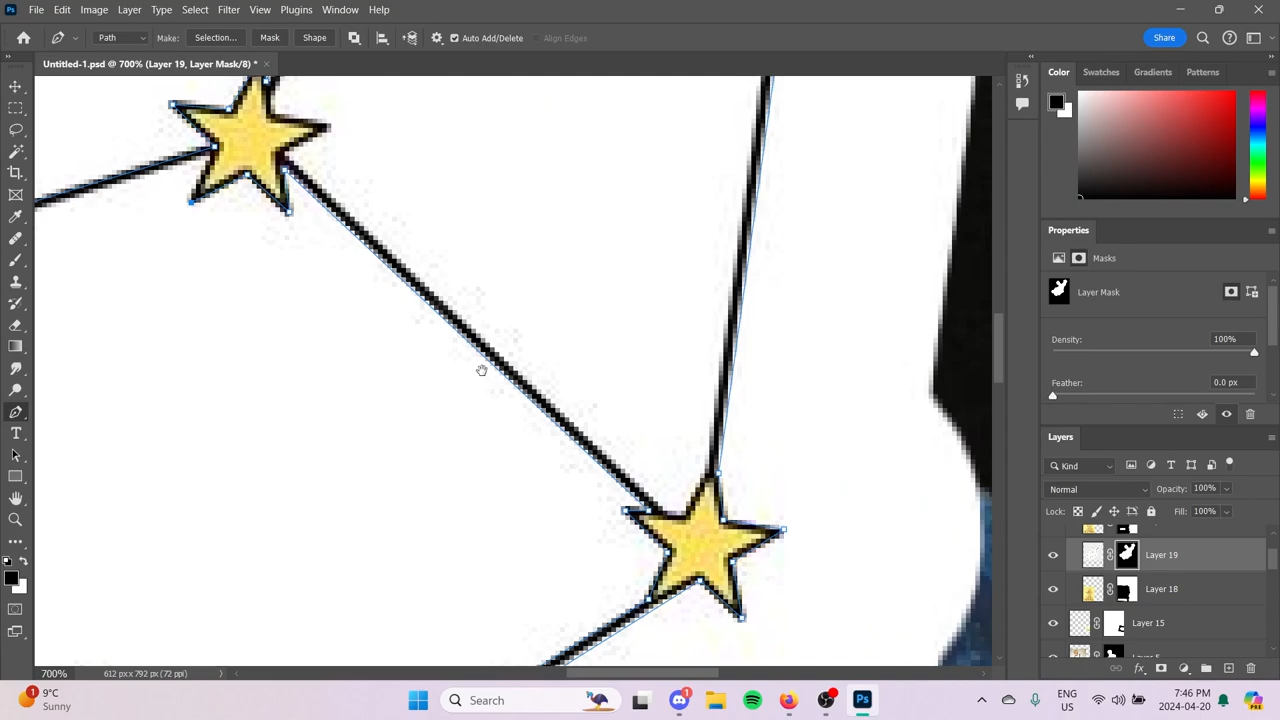 Ps File Edit Image Layer Type Select Filter View Plugins Window Help
Path Make: Selection... Mask Shape Auto Add/Delete Align Edges Share
Untitled-1.psd @ 700% (Layer 19, Layer Mask/8) *
Color Swatches Gradients Patterns
Properties
Masks
Layer Mask
Density: 100%
Feather: 0.0 px
Layers
Kind
Normal Opacity: 100%
Lock: Fill: 100%
Layer 19
Layer 18
Layer 15
700% 612 px x 792 px (72 ppi)
1 9°C
Sunny
Search
1
Ps
ENG
US
7:46 PM
2024-04-20